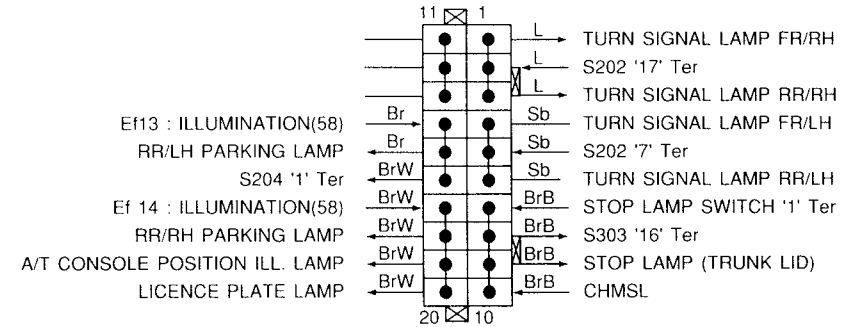 11 1
L TURN SIGNAL LAMP FR/RH
L S202 '17' Ter
L TURN SIGNAL LAMP RR/RH
Ef13 : ILLUMINATION(58) Br Sb TURN SIGNAL LAMP FR/LH
RR/LH PARKING LAMP Br Sb S202 '7' Ter
S204 '1' Ter BrW Sb TURN SIGNAL LAMP RR/LH
Ef 14 : ILLUMINATION(58) BrW BrB STOP LAMP SWITCH '1' Ter
RR/RH PARKING LAMP BrW BrB S303 '16' Ter
A/T CONSOLE POSITION ILL. LAMP BrW BrB STOP LAMP (TRUNK LID)
LICENCE PLATE LAMP BrW BrB CHMSL
20 10